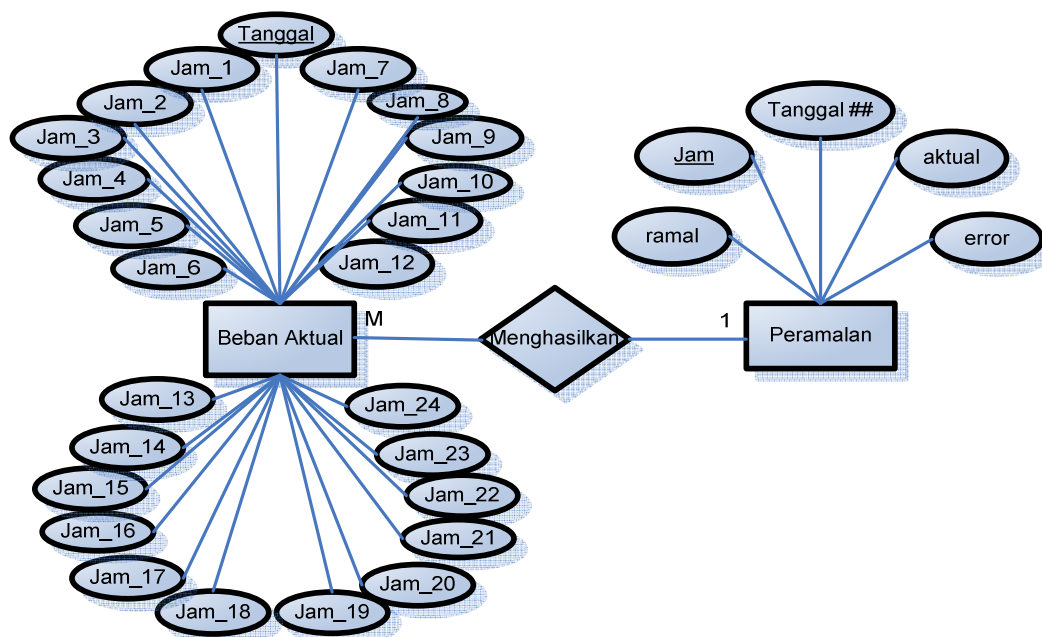 Tanggal
Jam_1
Jam_7
Jam_2
Jam_8
Jam_3
Jam_9
Jam_4
Jam_10
Jam_5
Jam_11
Jam_6
Jam_12
Tanggal ##
Jam
aktual
ramal
error
Beban Aktual
M
Menghasilkan
1
Peramalan
Jam_13
Jam_24
Jam_14
Jam_23
Jam_15
Jam_22
Jam_16
Jam_21
Jam_17
Jam_20
Jam_18
Jam_19